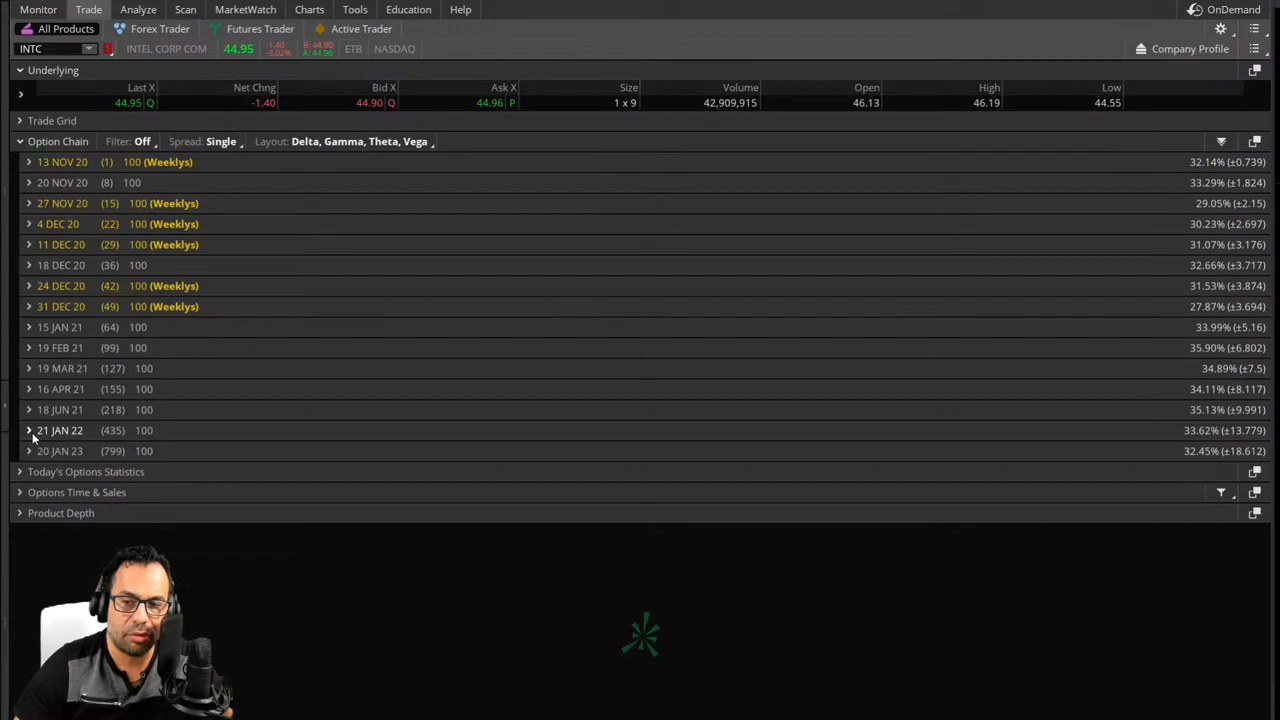 Monitor Trade Analyze Scan MarketWatch Charts Tools Education Help OnDemand
All Products Forex Trader Futures Trader Active Trader
INTC INTEL CORP COM 44.95 -1.40 -3.02% B: 44.90 A: 44.96 ETB NASDAQ Company Profile
Underlying
Last X Net Chng Bid X Ask X Size Volume Open High Low
44.95 Q -1.40 44.90 Q 44.96 P 1 x 9 42,909,915 46.13 46.19 44.55
Trade Grid
Option Chain Filter: Off Spread: Single Layout: Delta, Gamma, Theta, Vega
13 NOV 20 (1) 100 (Weeklys) 32.14% (±0.739)
20 NOV 20 (8) 100 33.29% (±1.824)
27 NOV 20 (15) 100 (Weeklys) 29.05% (±2.15)
4 DEC 20 (22) 100 (Weeklys) 30.23% (±2.697)
11 DEC 20 (29) 100 (Weeklys) 31.07% (±3.176)
18 DEC 20 (36) 100 32.66% (±3.717)
24 DEC 20 (42) 100 (Weeklys) 31.53% (±3.874)
31 DEC 20 (49) 100 (Weeklys) 27.87% (±3.694)
15 JAN 21 (64) 100 33.99% (±5.16)
19 FEB 21 (99) 100 35.90% (±6.802)
19 MAR 21 (127) 100 34.89% (±7.5)
16 APR 21 (155) 100 34.11% (±8.117)
18 JUN 21 (218) 100 35.13% (±9.991)
21 JAN 22 (435) 100 33.62% (±13.779)
20 JAN 23 (799) 100 32.45% (±18.612)
Today's Options Statistics
Options Time & Sales
Product Depth